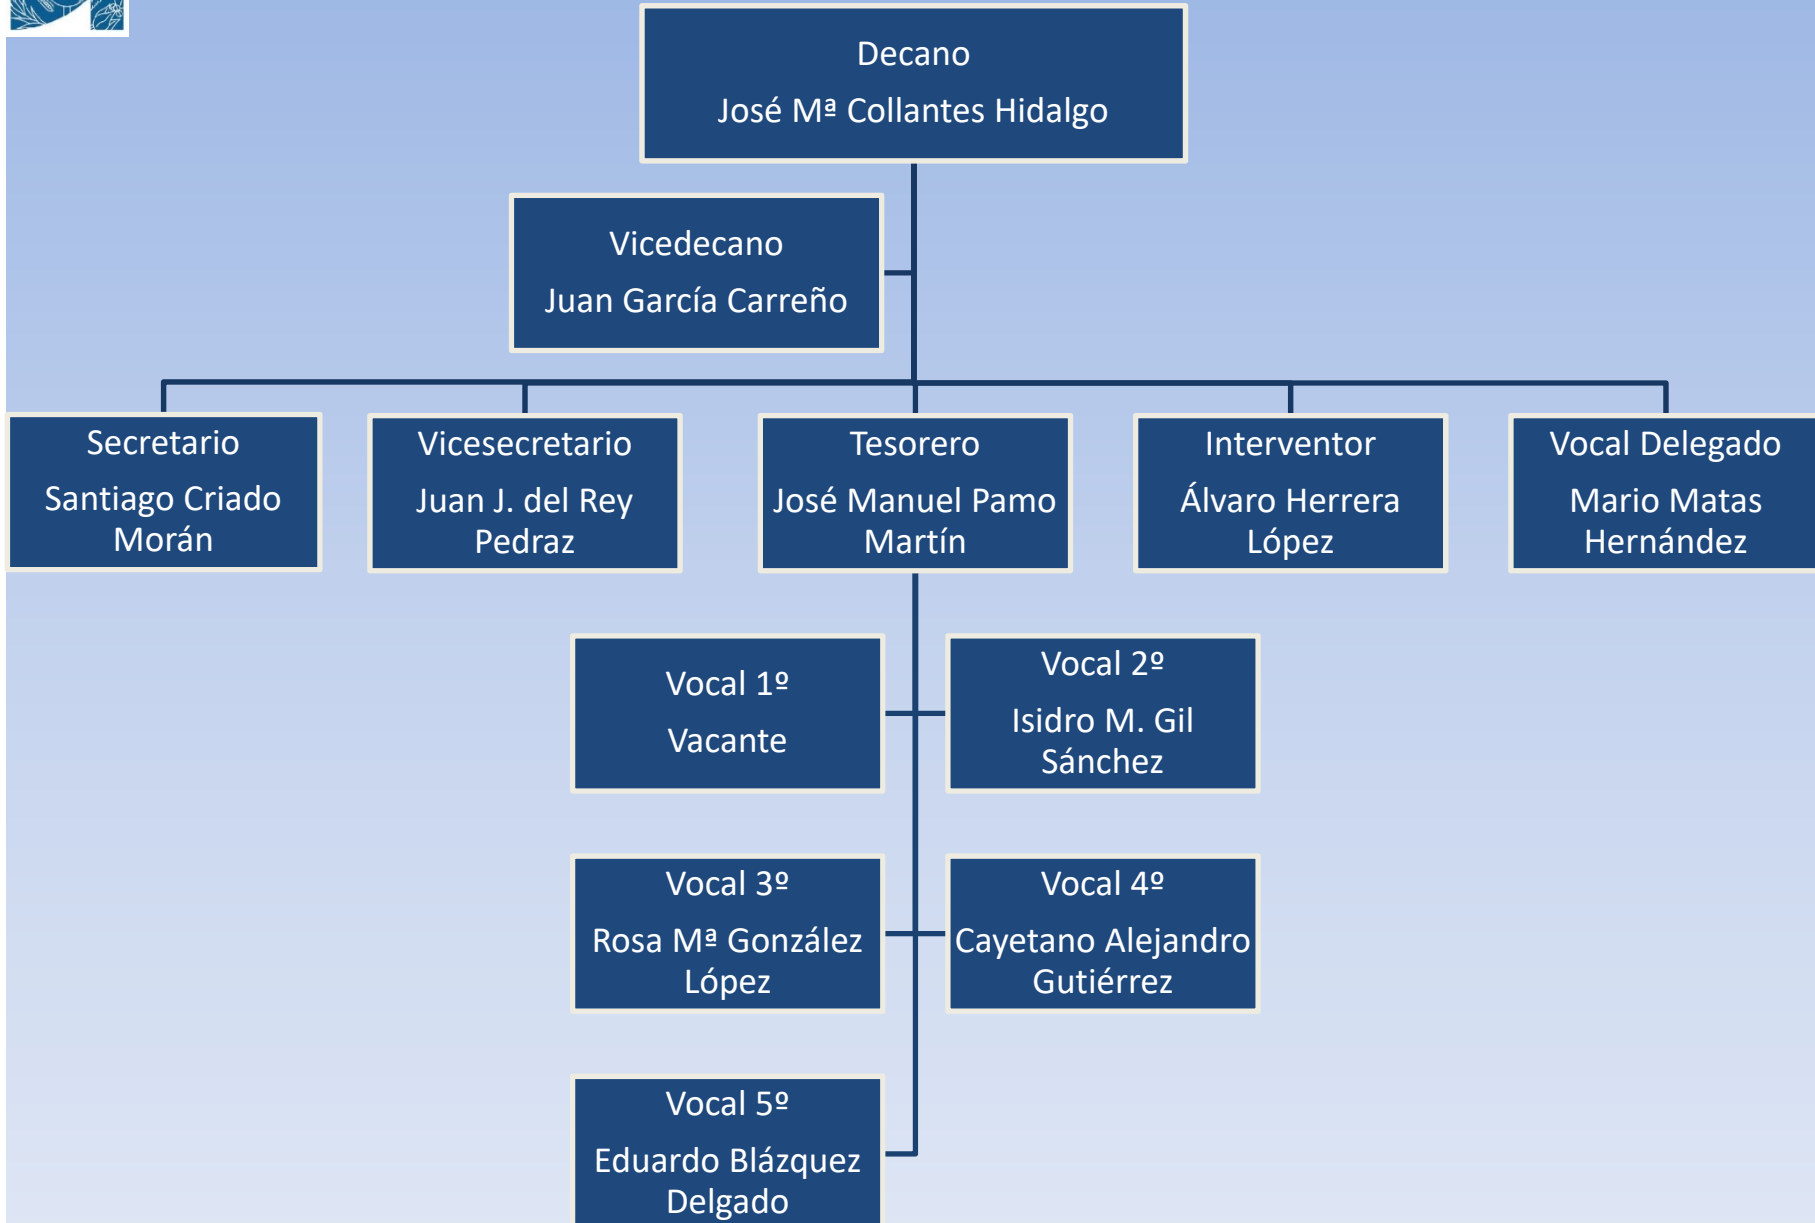 Decano
José Mª Collantes Hidalgo
Vicedecano
Juan García Carreño
Secretario
Santiago Criado
Morán
Vicesecretario
Juan J. del Rey
Pedraz
Tesorero
José Manuel Pamo
Martín
Interventor
Álvaro Herrera
López
Vocal Delegado
Mario Matas
Hernández
Vocal 1º
Vacante
Vocal 2º
Isidro M. Gil
Sánchez
Vocal 3º
Rosa Mª González
López
Vocal 4º
Cayetano Alejandro
Gutiérrez
Vocal 5º
Eduardo Blázquez
Delgado